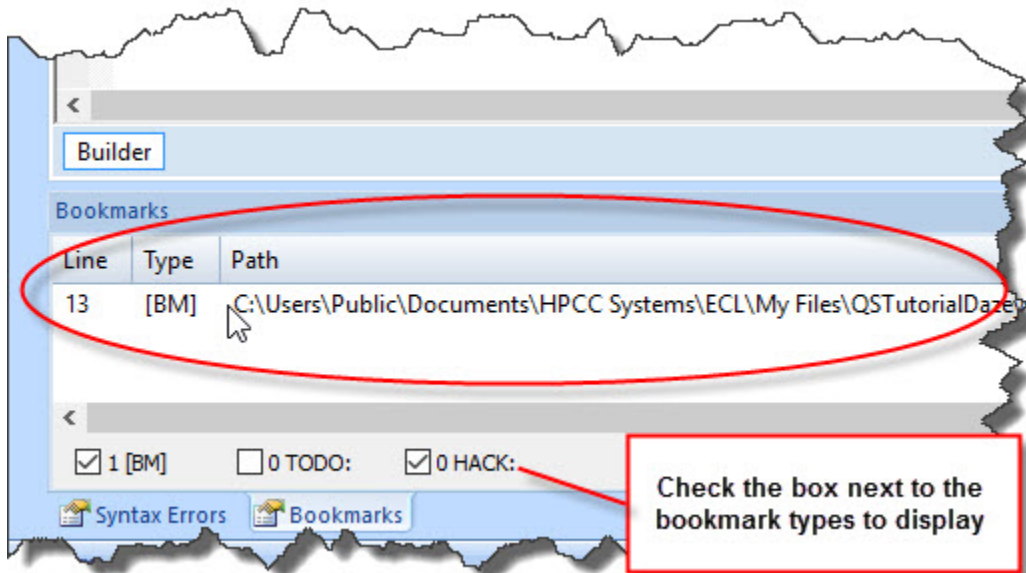 Builder
Bookmarks
Line Type Path
13 [BM] C:\Users\Public\Documents\HPCC Systems\ECL\My Files\QSTutorialDaze
1 [BM] 0 TODO: 0 HACK:
Check the box next to the
bookmark types to display
Syntax Errors Bookmarks